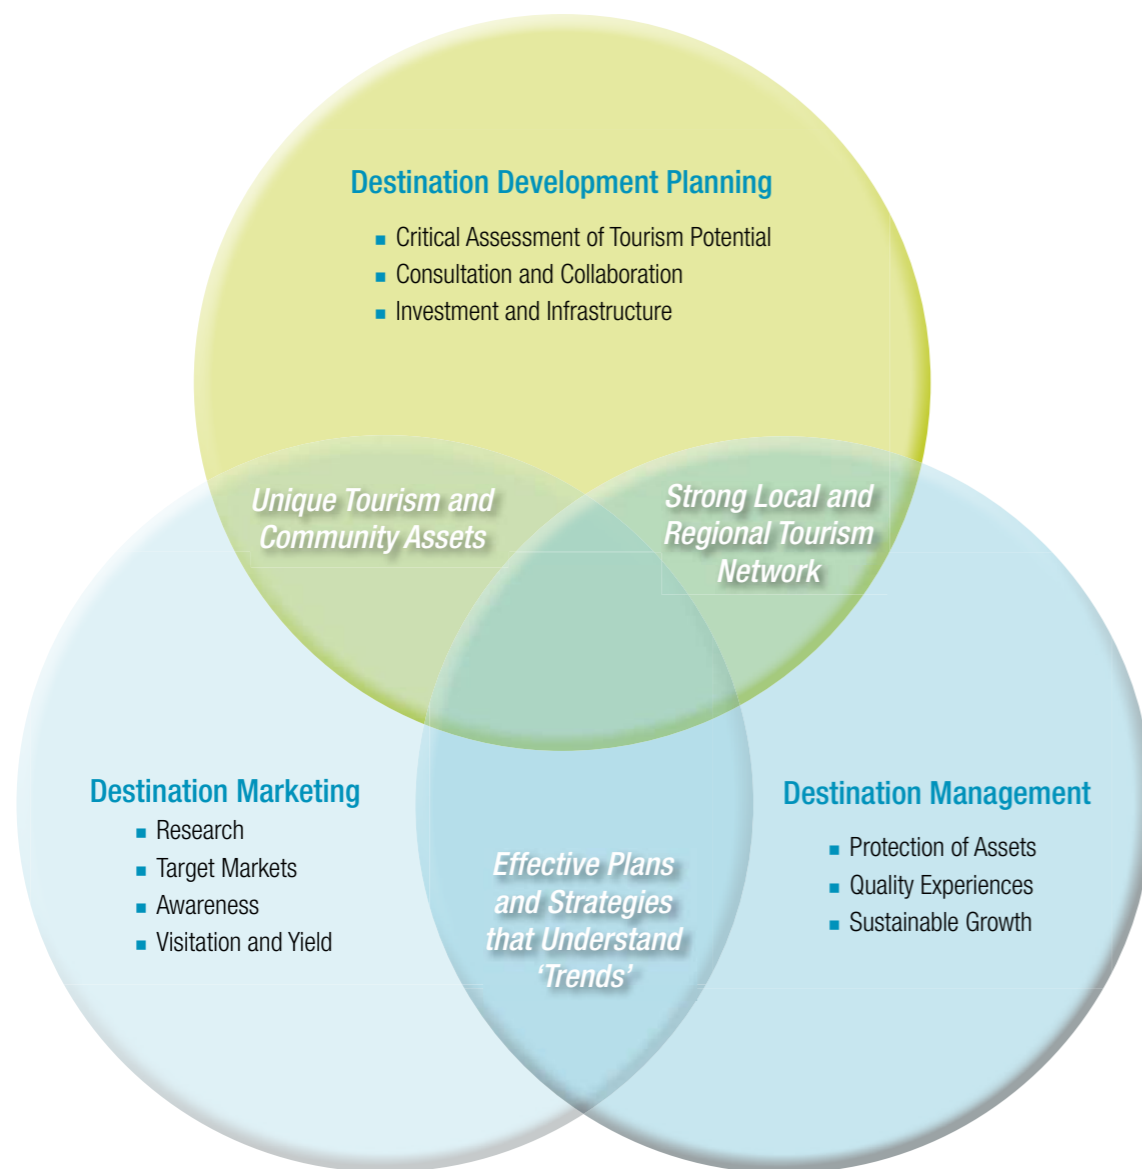 Destination Development Planning
Critical Assessment of Tourism Potential
Consultation and Collaboration
Investment and Infrastructure
Unique Tourism and
Community Assets
Strong Local and
Regional Tourism
Network
Destination Marketing
Research
Target Markets
Awareness
Visitation and Yield
Effective Plans
and Strategies
that Understand
‘Trends’
Destination Management
Protection of Assets
Quality Experiences
Sustainable Growth